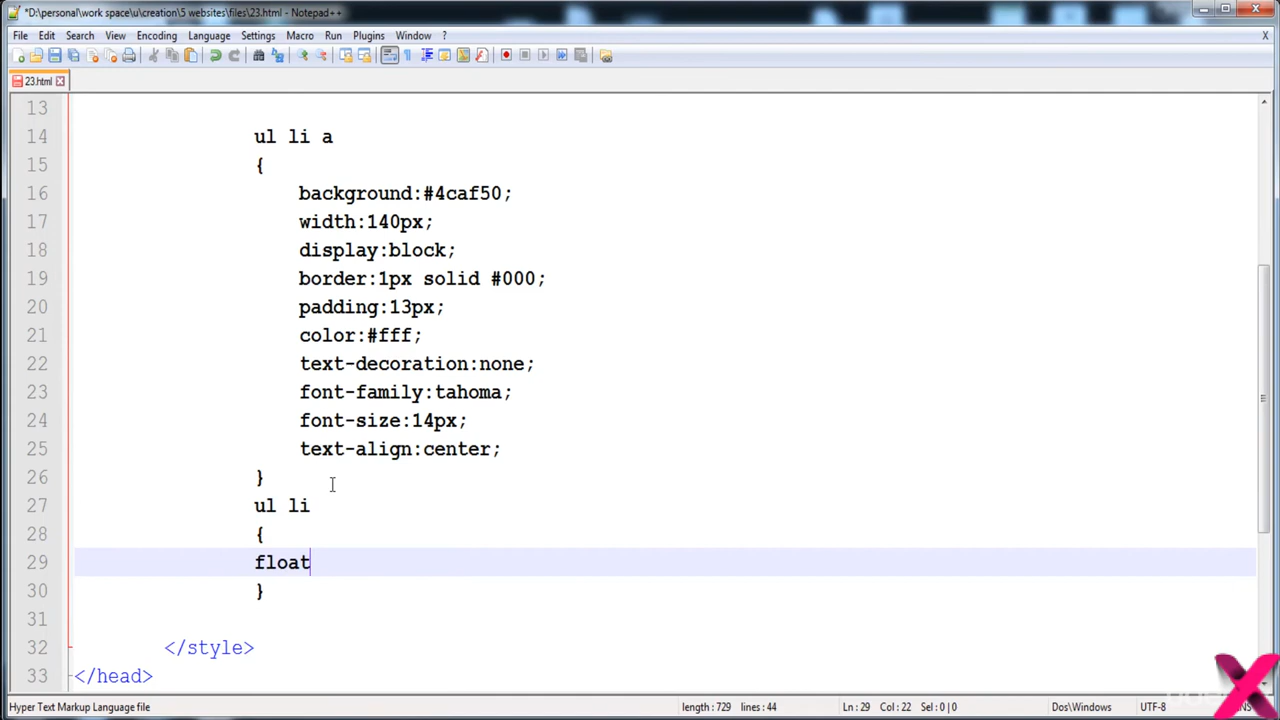 *D:\personal\work space\u\creation\5 websites\files\23.html - Notepad++
File Edit Search View Encoding Language Settings Macro Run Plugins Window ? X
23.html
13
14 ul li a
15 {
16 background:#4caf50;
17 width:140px;
18 display:block;
19 border:1px solid #000;
20 padding:13px;
21 color:#fff;
22 text-decoration:none;
23 font-family:tahoma;
24 font-size:14px;
25 text-align:center;
26 }
27 ul li
28 {
29 float
30 }
31
32 </style>
33 </head>
Hyper Text Markup Language file length : 729 lines : 44 Ln : 29 Col : 22 Sel : 0 | 0 Dos\Windows UTF-8